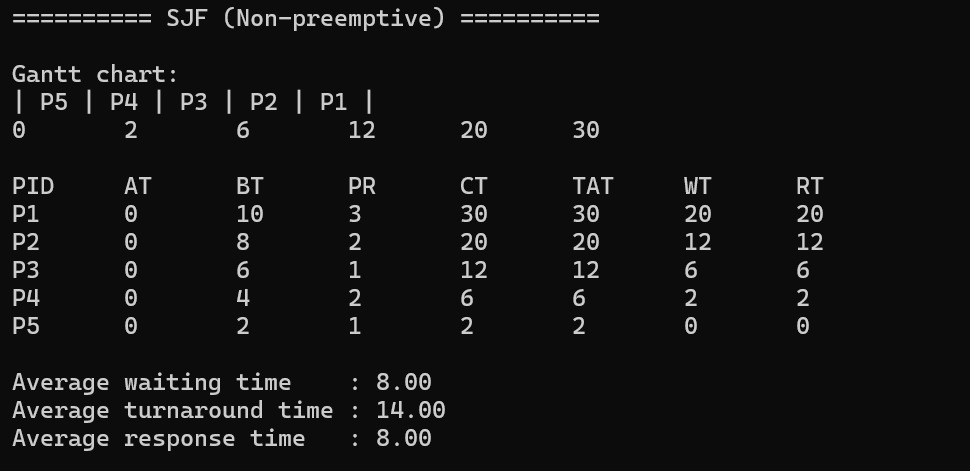 ========== SJF (Non-preemptive) ==========
Gantt chart:
| P5 | P4 | P3 | P2 | P1 |
0       2       6       12      20      30
PID     AT      BT      PR      CT      TAT     WT      RT
P1      0       10      3       30      30      20      20
P2      0       8       2       20      20      12      12
P3      0       6       1       12      12      6       6
P4      0       4       2       6       6       2       2
P5      0       2       1       2       2       0       0
Average waiting time    : 8.00
Average turnaround time : 14.00
Average response time   : 8.00